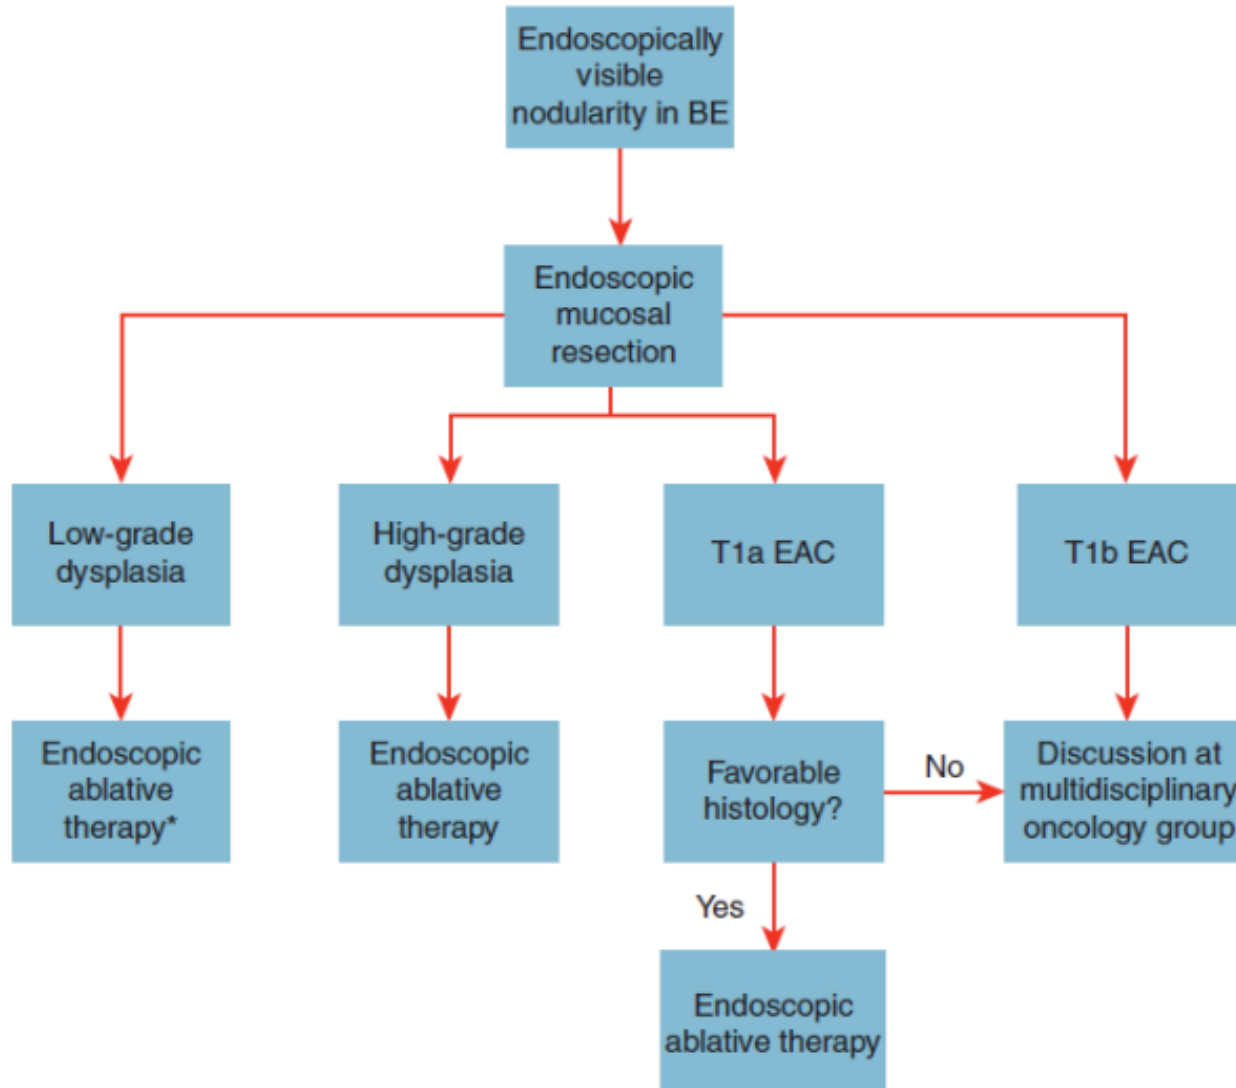 Endoscopically
visible
nodularity in BE
Endoscopic
mucosal
resection
Low-grade
dysplasia
High-grade
dysplasia
T1a EAC
T1b EAC
Endoscopic
ablative
therapy*
Endoscopic
ablative
therapy
Favorable
histology?
No
Discussion at
multidisciplinary
oncology group
Yes
Endoscopic
ablative therapy